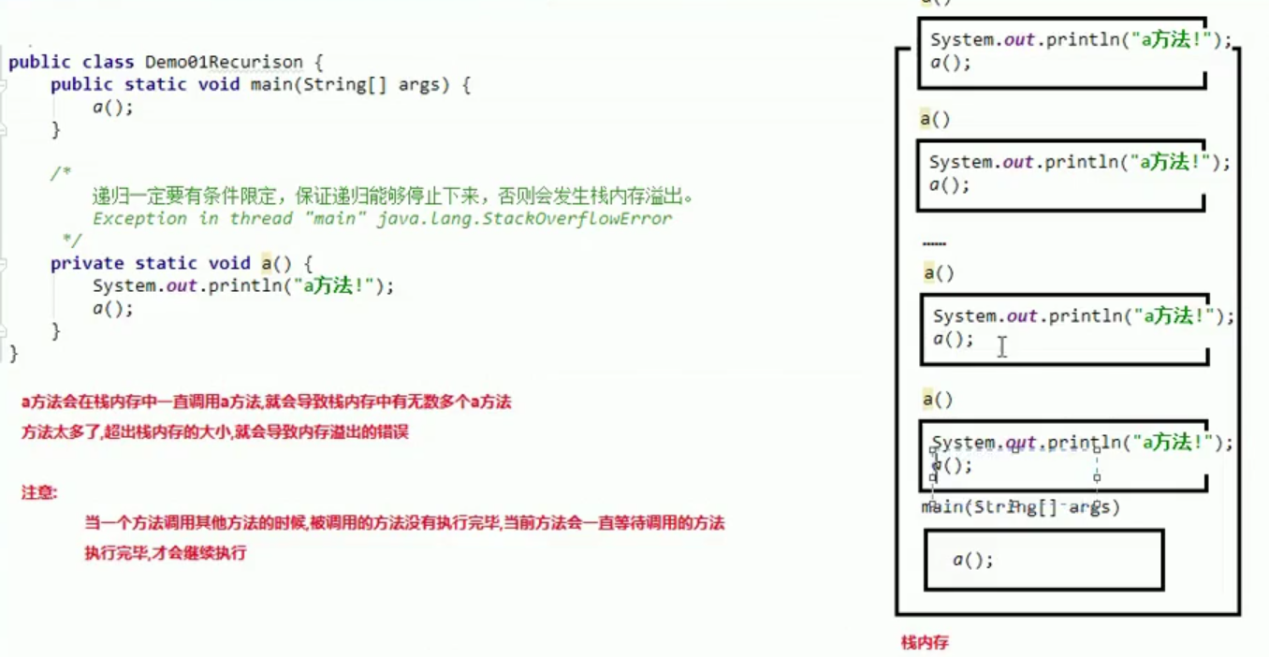 public class Demo01Recurison {
public static void main(String[] args) {
a();
}
/*
递归一定要有条件限定，保证递归能够停止下来，否则会发生栈内存溢出。
Exception in thread "main" java.lang.StackOverflowError
*/
private static void a() {
System.out.println("a方法!");
a();
}
}
a方法会在栈内存中一直调用a方法,就会导致栈内存中有无数多个a方法
方法太多了,超出栈内存的大小,就会导致内存溢出的错误
注意:
当一个方法调用其他方法的时候,被调用的方法没有执行完毕,当前方法会一直等待调用的方法
执行完毕,才会继续执行
a()
System.out.println("a方法!");
a();
a()
System.out.println("a方法!");
a();
......
a()
System.out.println("a方法!");
a();
a()
System.out.println("a方法!");
a();
main(String[] args)
a();
栈内存